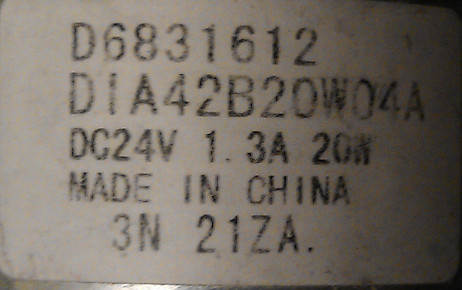 D6831612
DIA42B20W04A
DC24V 1.3A 20W
MADE IN CHINA
3N 21ZA.